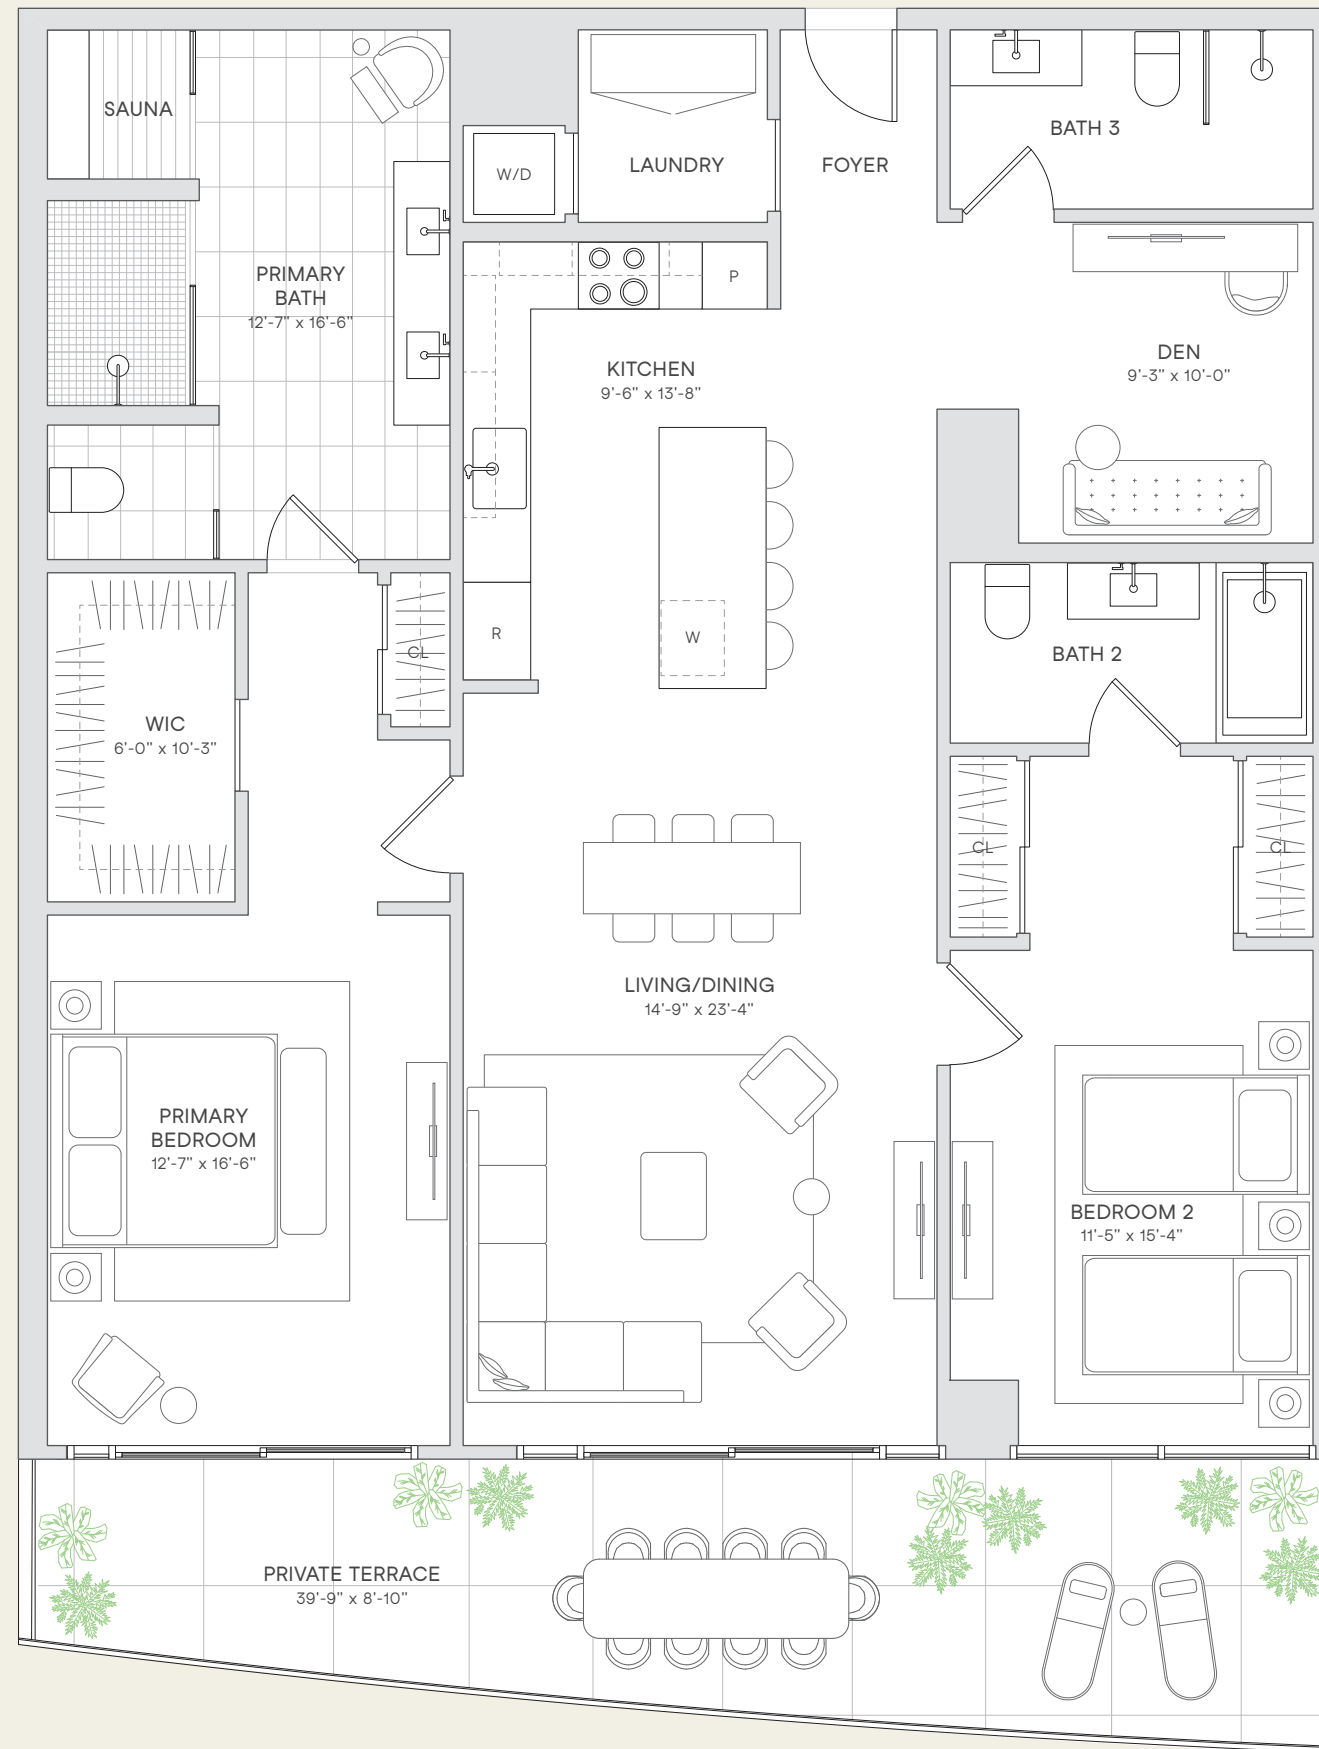 SAUNA
W/D
LAUNDRY
FOYER
BATH 3
PRIMARY
BATH
12'-7" x 16'-6"
P
KITCHEN
9'-6" x 13'-8"
DEN
9'-3" x 10'-0"
R
W
CL
BATH 2
WIC
6'-0" x 10'-3"
CL
CL
LIVING/DINING
14'-9" x 23'-4"
PRIMARY
BEDROOM
12'-7" x 16'-6"
BEDROOM 2
11'-5" x 15'-4"
PRIVATE TERRACE
39'-9" x 8'-10"